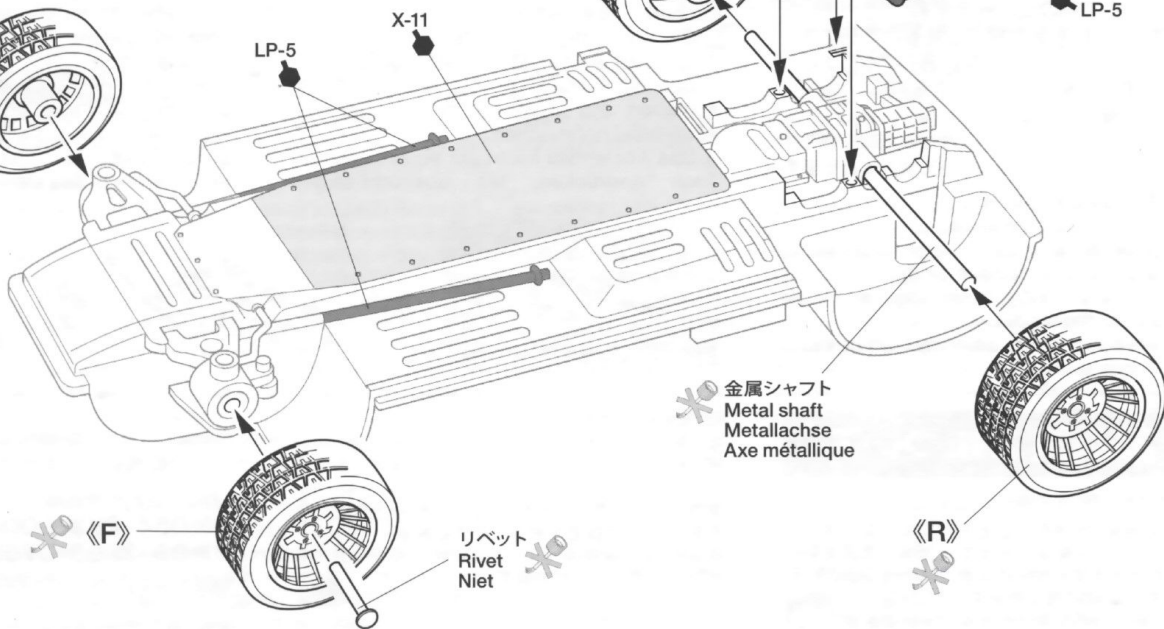 LP-5
X-11
LP-5
金属シャフト
Metal shaft
Metallachse
Axe métallique
《F》
リベット
Rivet
Niet
《R》